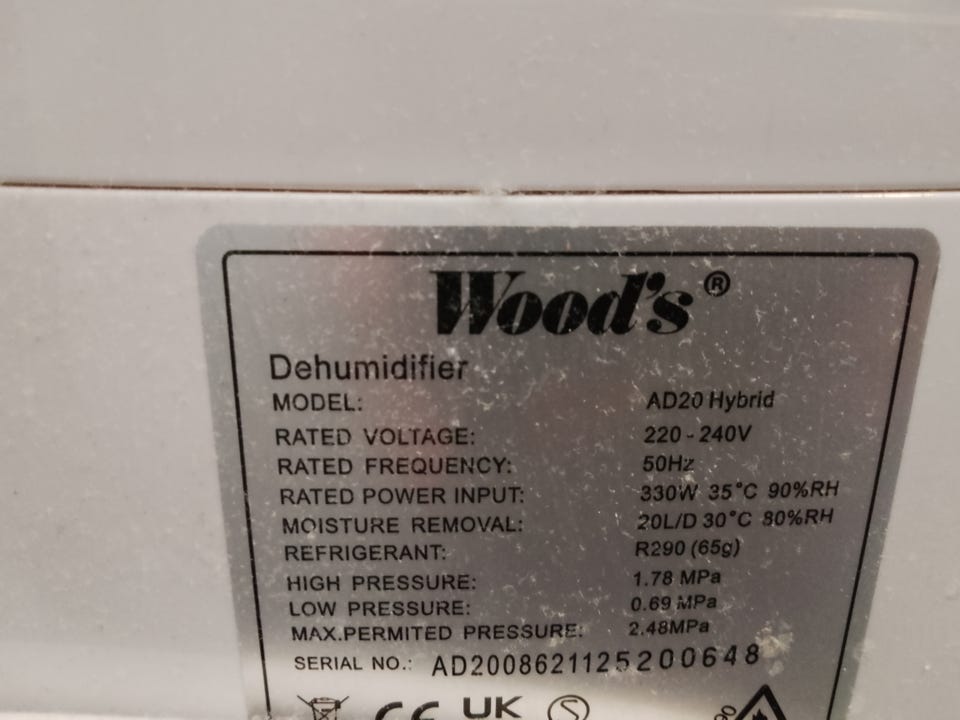 Wood's®
Dehumidifier
MODEL: AD20 Hybrid
RATED VOLTAGE: 220-240V
RATED FREQUENCY: 50Hz
RATED POWER INPUT: 330W 35°C 90%RH
MOISTURE REMOVAL: 20L/D 30°C 80%RH
REFRIGERANT: R290 (65g)
HIGH PRESSURE: 1.78 MPa
LOW PRESSURE: 0.69 MPa
MAX.PERMITED PRESSURE: 2.48MPa
SERIAL NO.: AD2008621125200648
CE UK S